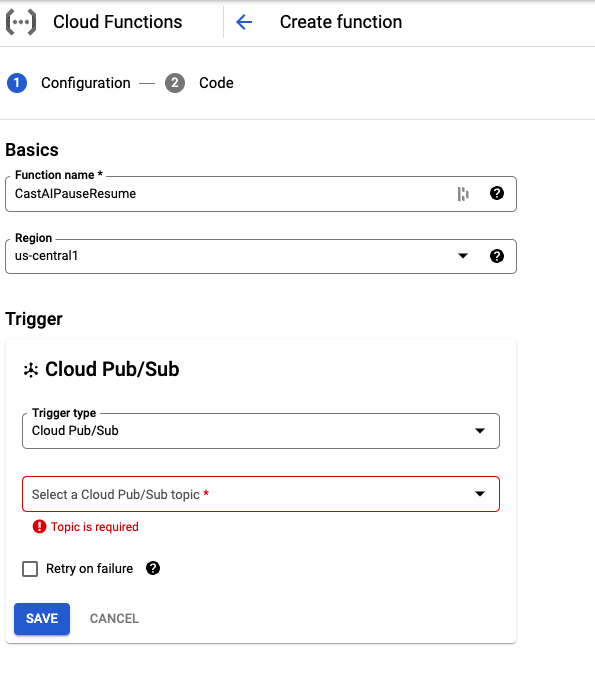 Cloud Functions
Create function
1 Configuration — 2 Code
Basics
Function name *
CastAIPauseResume
Region
us-central1
Trigger
Cloud Pub/Sub
Trigger type
Cloud Pub/Sub
Select a Cloud Pub/Sub topic *
Topic is required
Retry on failure
SAVE CANCEL